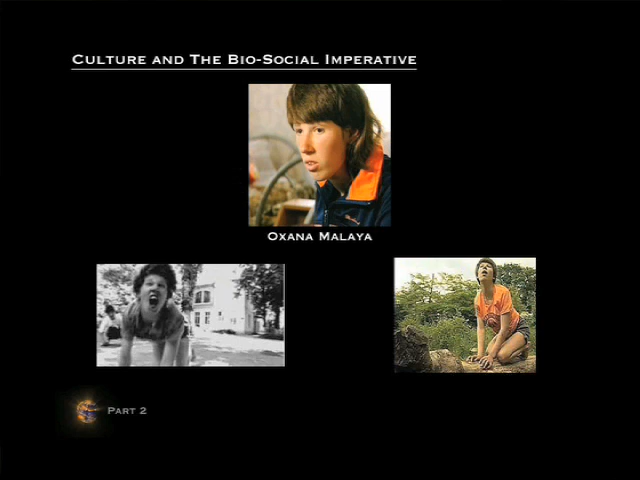 Culture and The Bio-Social Imperative
Oxana Malaya
Part 2